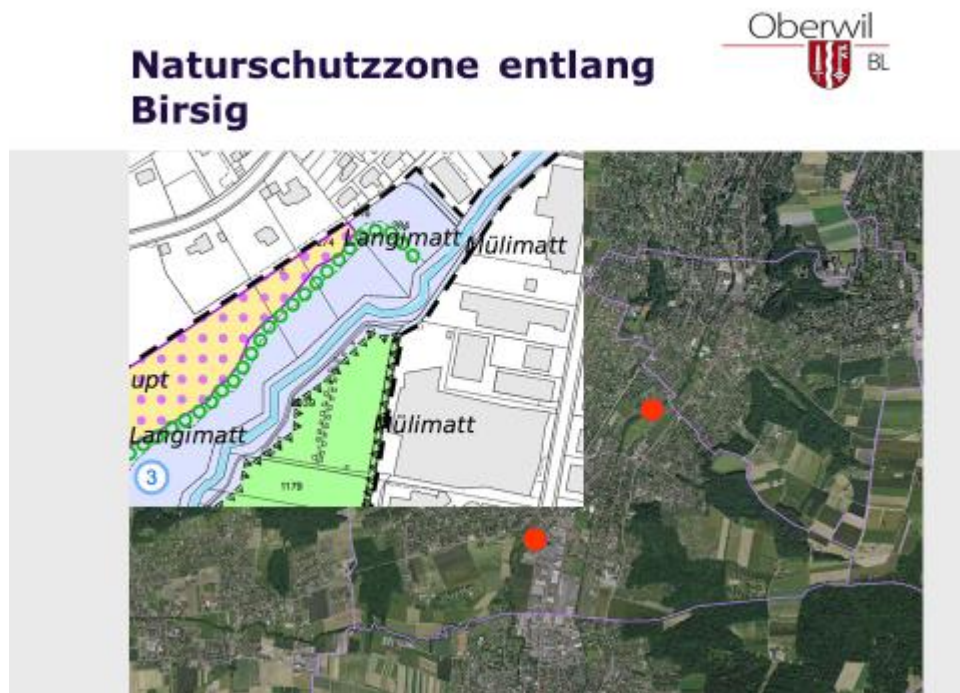 Oberwil
BL
Naturschutzzone entlang
Birsig
Langimatt
Mülimatt
upt
Langimatt
Mülimatt
3
1179